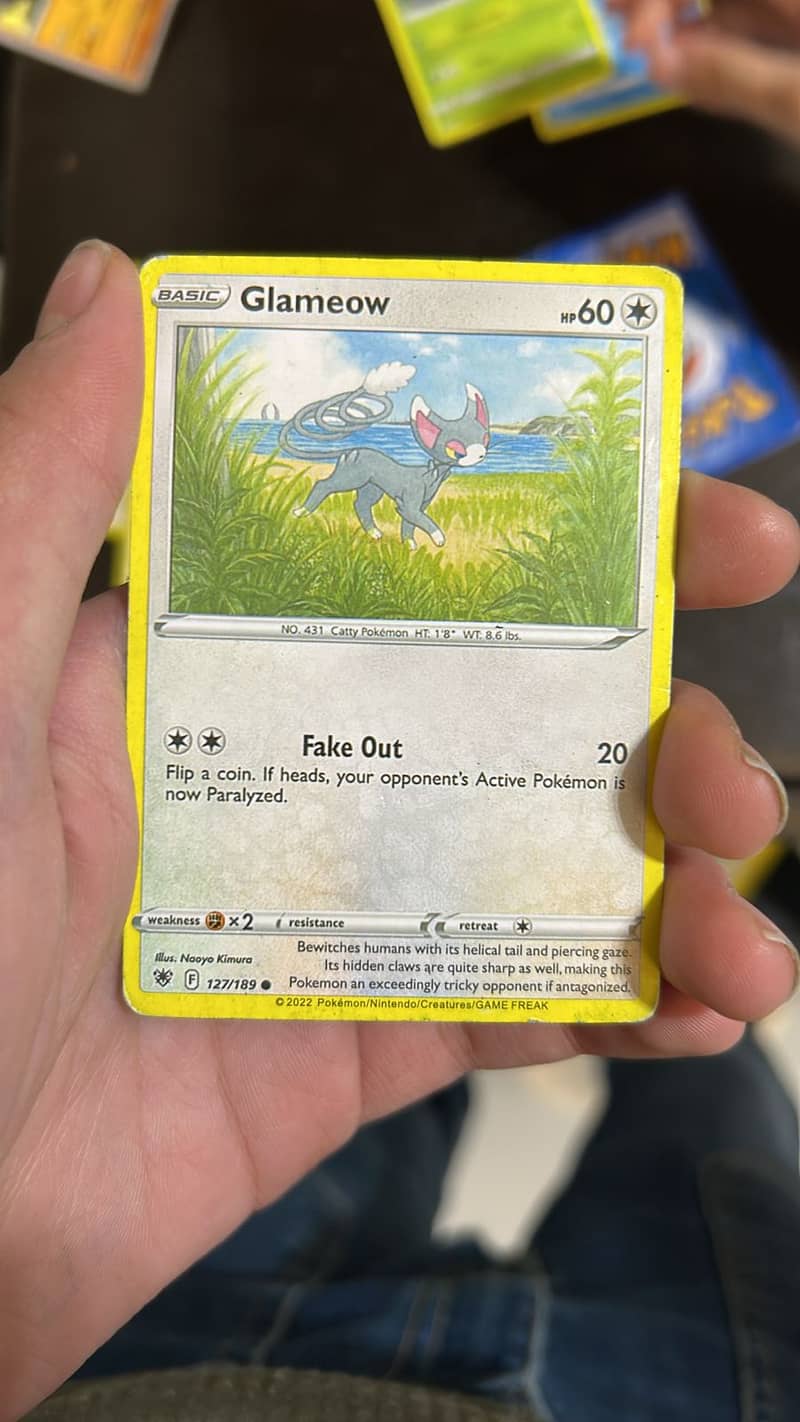 BASIC Glameow HP60
NO. 431 Catty Pokémon HT: 1'8" WT: 8.6 lbs.
Fake Out 20
Flip a coin. If heads, your opponent's Active Pokémon is
now Paralyzed.
weakness ×2 resistance retreat
Bewitches humans with its helical tail and piercing gaze.
Its hidden claws are quite sharp as well, making this
Pokemon an exceedingly tricky opponent if antagonized.
Illus. Naoyo Kimura
F 127/189
©2022 Pokémon/Nintendo/Creatures/GAME FREAK